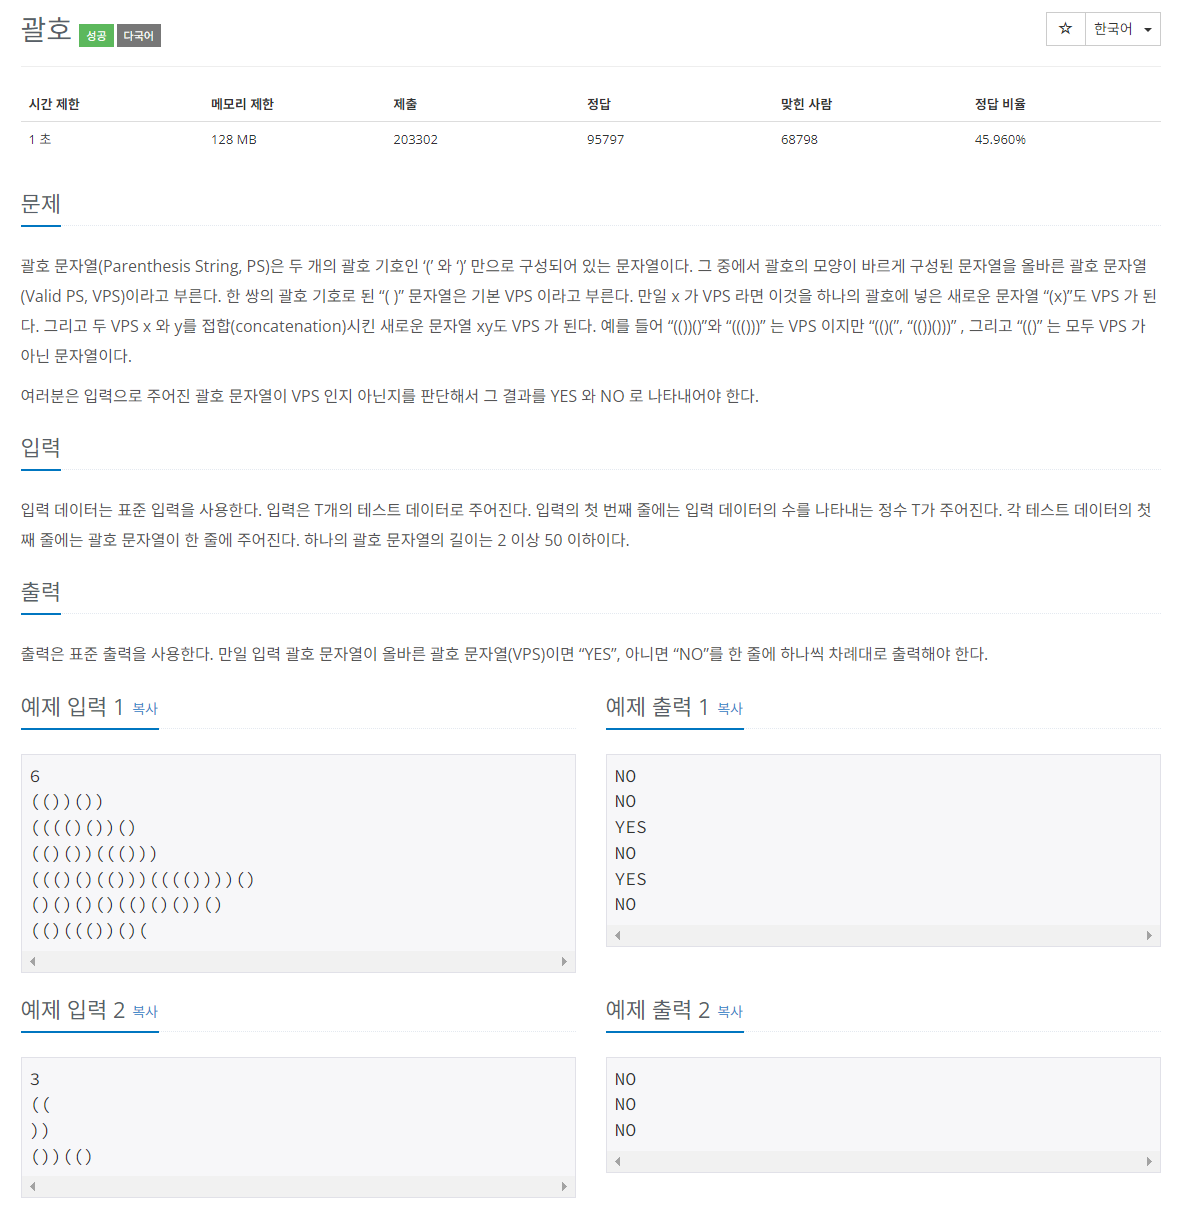 괄호 성공 다국어
☆ 한국어
시간 제한 메모리 제한 제출 정답 맞힌 사람 정답 비율
1 초 128 MB 203302 95797 68798 45.960%
문제
괄호 문자열(Parenthesis String, PS)은 두 개의 괄호 기호인 ‘(’ 와 ‘)’ 만으로 구성되어 있는 문자열이다. 그 중에서 괄호의 모양이 바르게 구성된 문자열을 올바른 괄호 문자열
(Valid PS, VPS)이라고 부른다. 한 쌍의 괄호 기호로 된 “( )” 문자열은 기본 VPS 이라고 부른다. 만일 x 가 VPS 라면 이것을 하나의 괄호에 넣은 새로운 문자열 “(x)”도 VPS 가 된
다. 그리고 두 VPS x 와 y를 접합(concatenation)시킨 새로운 문자열 xy도 VPS 가 된다. 예를 들어 “(())()”와 “((()))” 는 VPS 이지만 “(()(”, “(())()))” , 그리고 “(()” 는 모두 VPS 가
아닌 문자열이다.
여러분은 입력으로 주어진 괄호 문자열이 VPS 인지 아닌지를 판단해서 그 결과를 YES 와 NO 로 나타내어야 한다.
입력
입력 데이터는 표준 입력을 사용한다. 입력은 T개의 테스트 데이터로 주어진다. 입력의 첫 번째 줄에는 입력 데이터의 수를 나타내는 정수 T가 주어진다. 각 테스트 데이터의 첫
째 줄에는 괄호 문자열이 한 줄에 주어진다. 하나의 괄호 문자열의 길이는 2 이상 50 이하이다.
출력
출력은 표준 출력을 사용한다. 만일 입력 괄호 문자열이 올바른 괄호 문자열(VPS)이면 “YES”, 아니면 “NO”를 한 줄에 하나씩 차례대로 출력해야 한다.
예제 입력 1 복사
6
(())())
(((()())()
(()())((()))
((()()(()))(((())))()
()()()()(()()())()
(()((())()(
예제 출력 1 복사
NO
NO
YES
NO
YES
NO
예제 입력 2 복사
3
((
))
())(()
예제 출력 2 복사
NO
NO
NO